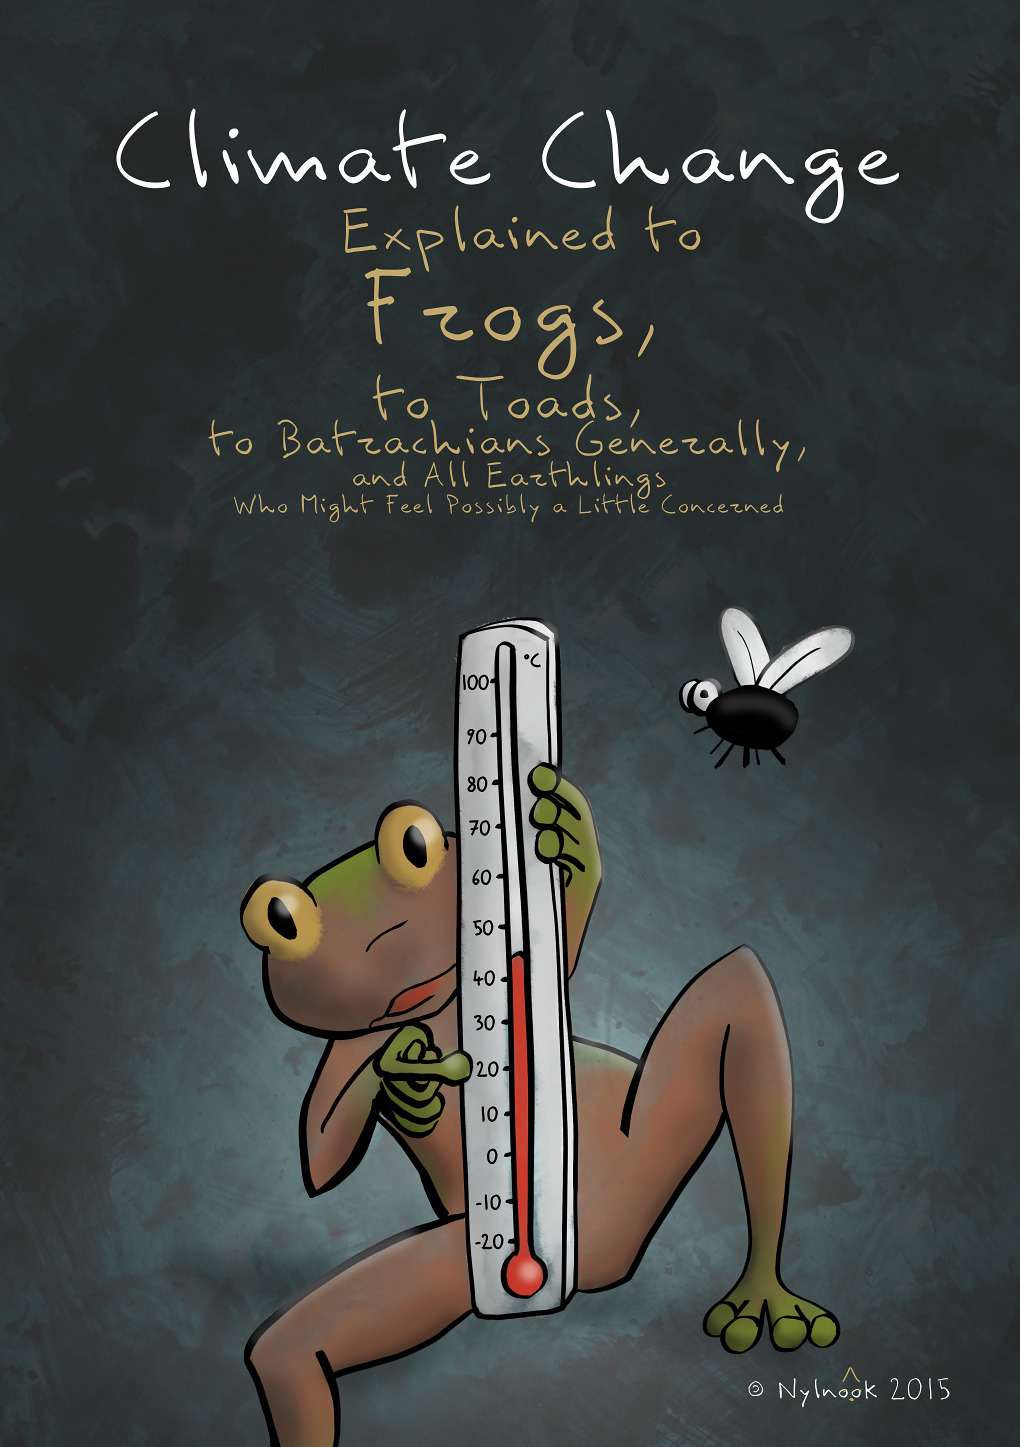 Climate Change
Explained to
Frogs,
to Toads,
to Batrachians Generally,
and All Earthlings
Who Might Feel Possibly a Little Concerned
°C
100
90
80
70
60
50
40
30
20
10
0
-10
-20
© Nylnook 2015